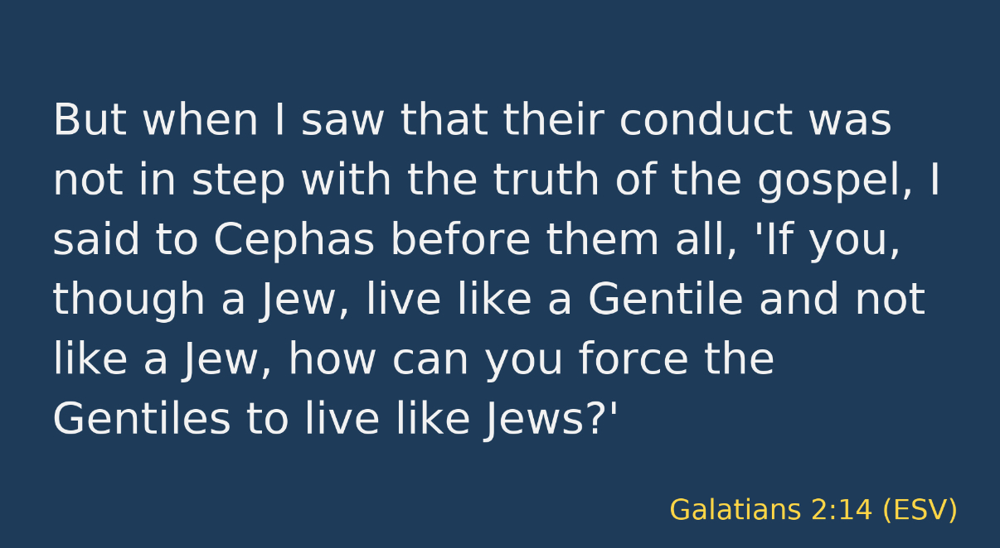 But when I saw that their conduct was
not in step with the truth of the gospel, I
said to Cephas before them all, 'If you,
though a Jew, live like a Gentile and not
like a Jew, how can you force the
Gentiles to live like Jews?'
Galatians 2:14 (ESV)